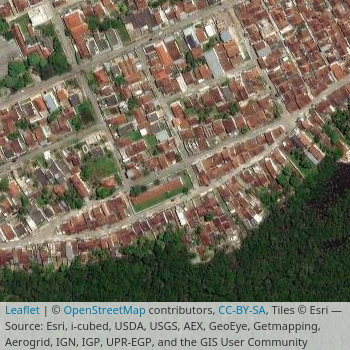 Leaflet | © OpenStreetMap contributors, CC-BY-SA, Tiles © Esri —
Source: Esri, i-cubed, USDA, USGS, AEX, GeoEye, Getmapping,
Aerogrid, IGN, IGP, UPR-EGP, and the GIS User Community